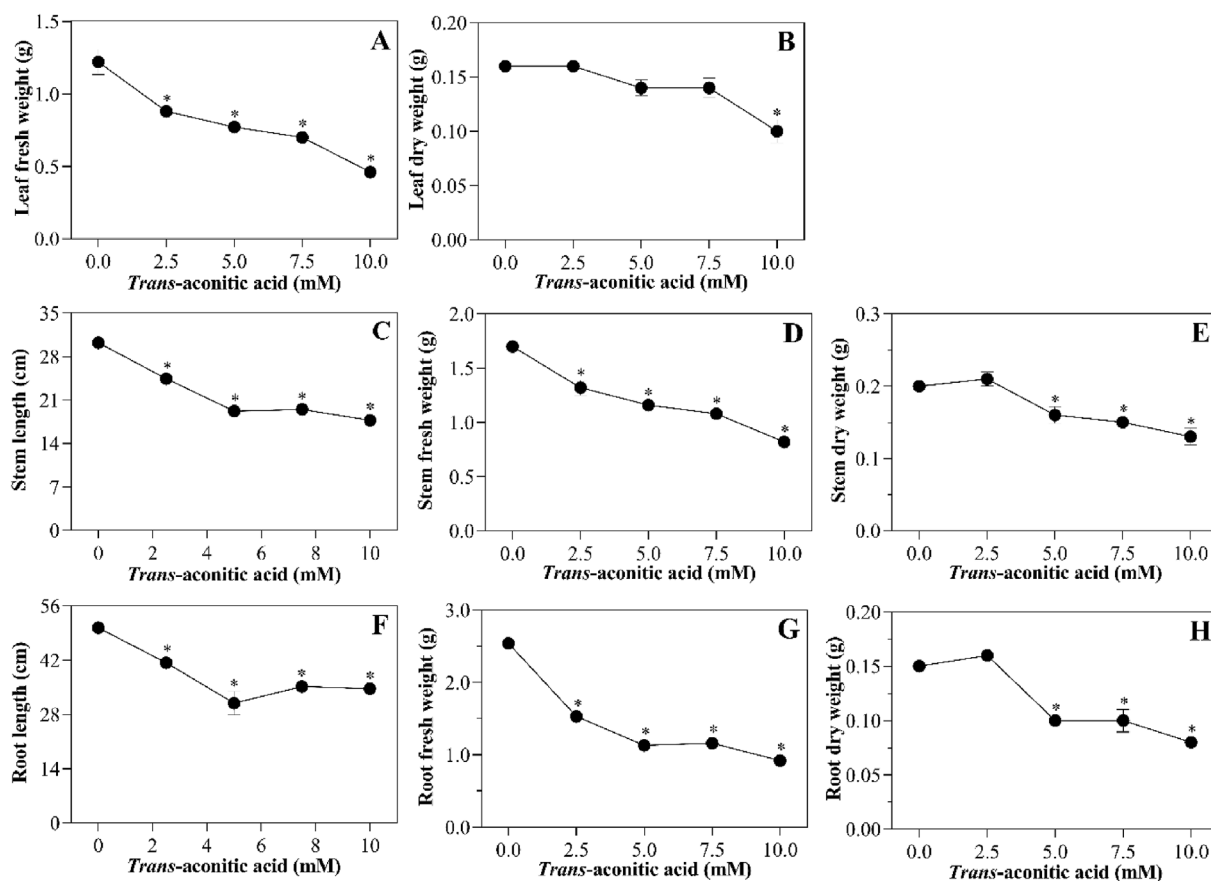 A
Leaf fresh weight (g)
1.5
1.0
0.5
0.0
* * * *
0.0 2.5 5.0 7.5 10.0
Trans-aconitic acid (mM)
B
Leaf dry weight (g)
0.20
0.15
0.10
0.05
0.00
*
0.0 2.5 5.0 7.5 10.0
Trans-aconitic acid (mM)
C
Stem length (cm)
35
28
21
14
7
0
* * * *
0 2 4 6 8 10
Trans-aconitic acid (mM)
D
Stem fresh weight (g)
2.0
1.5
1.0
0.5
0.0
* * * *
0.0 2.5 5.0 7.5 10.0
Trans-aconitic acid (mM)
E
Stem dry weight (g)
0.3
0.2
0.1
0.0
* * *
0.0 2.5 5.0 7.5 10.0
Trans-aconitic acid (mM)
F
Root length (cm)
56
42
28
14
0
* * * *
0 2 4 6 8 10
Trans-aconitic acid (mM)
G
Root fresh weight (g)
3.0
2.0
1.0
0.0
* * * *
0.0 2.5 5.0 7.5 10.0
Trans-aconitic acid (mM)
H
Root dry weight (g)
0.20
0.15
0.10
0.05
0.00
* * *
0.0 2.5 5.0 7.5 10.0
Trans-aconitic acid (mM)